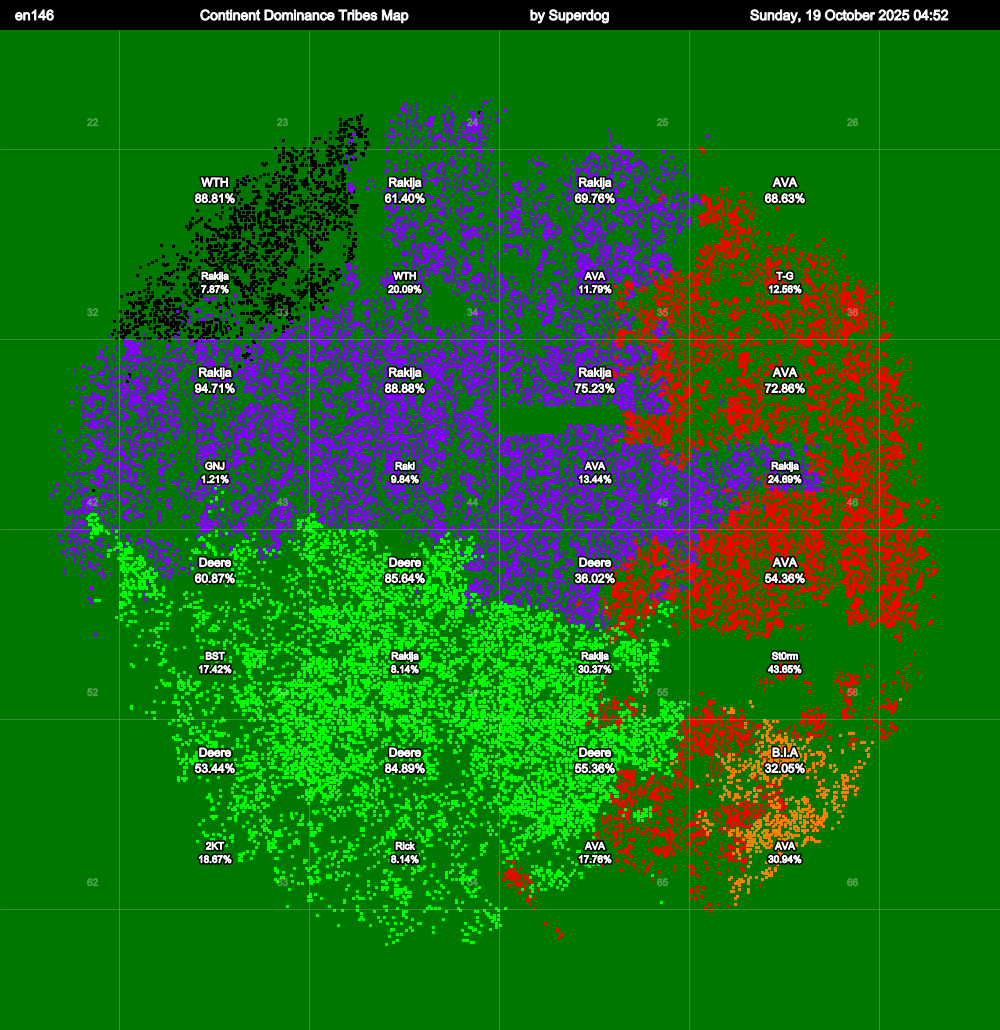 en146 Continent Dominance Tribes Map by Superdog Sunday, 19 October 2025 04:52
22 23 24 25 26
WTH Rakija Rakija AVA
88.81% 61.40% 69.76% 68.63%
Rakija WTH AVA T-G
7.87% 20.09% 11.79% 12.56%
32 33 34 35 36
Rakija Rakija Rakija AVA
94.71% 88.88% 75.23% 72.86%
GNJ Raki AVA Rakija
1.21% 9.84% 13.44% 24.69%
42 43 44 45 46
Deere Deere Deere AVA
60.87% 85.64% 36.02% 54.36%
BST Rakija Rakija St0rm
17.42% 8.14% 30.37% 43.65%
52 53 54 55 56
Deere Deere Deere B.I.A
53.44% 84.89% 55.36% 32.05%
2KT Rick AVA AVA
18.67% 8.14% 17.76% 30.94%
62 63 64 65 66